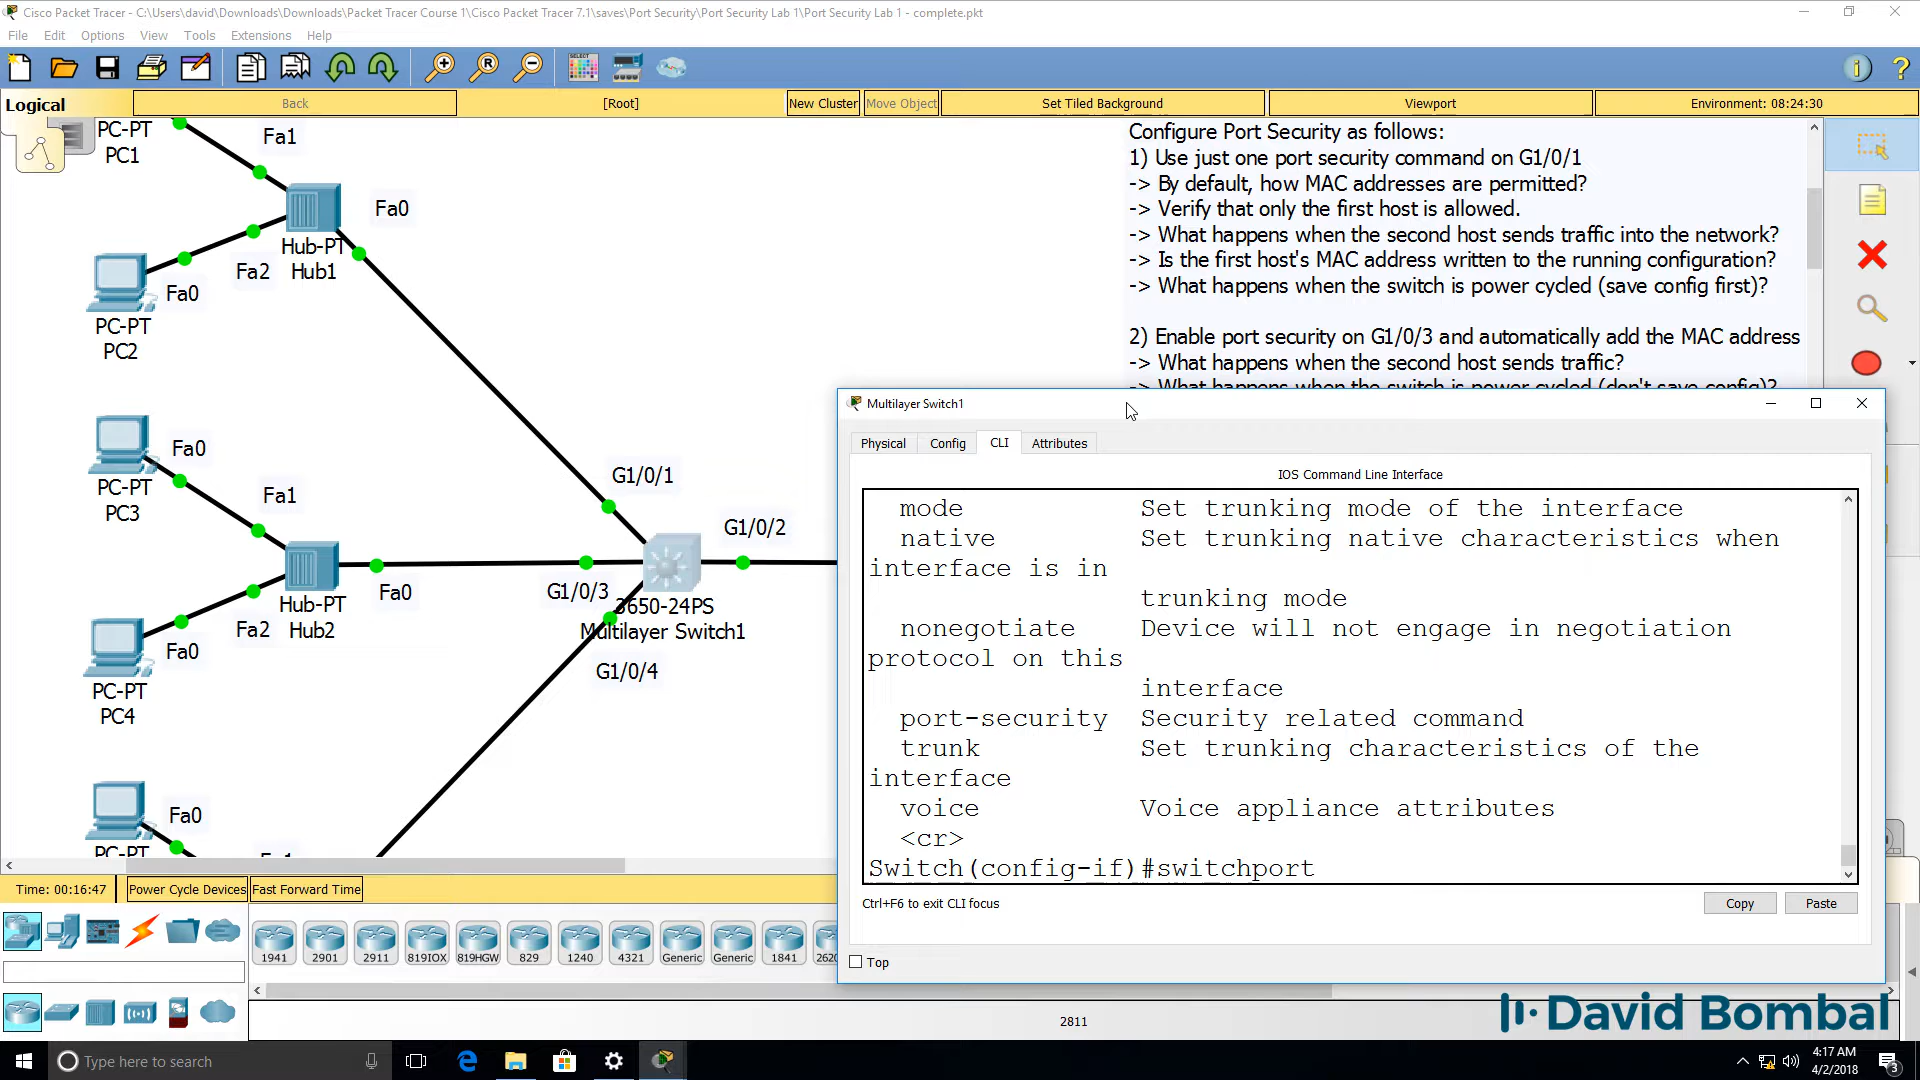 Cisco Packet Tracer - C:\Users\david\Downloads\Downloads\Packet Tracer Course 1\Cisco Packet Tracer 7.1\saves\Port Security\Port Security Lab 1\Port Security Lab 1 - complete.pkt
File Edit Options View Tools Extensions Help
Logical Back [Root] New Cluster Move Object Set Tiled Background Viewport Environment: 08:24:30
PC-PT
PC1
Fa1
Fa0
Hub-PT
Hub1
Fa2
Fa0
PC-PT
PC2
Fa0
PC-PT
PC3
Fa1
Fa0
Hub-PT
Hub2
Fa2
Fa0
PC-PT
PC4
Fa0
PC-PT
G1/0/1
G1/0/2
G1/0/3
3650-24PS
Multilayer Switch1
G1/0/4
Configure Port Security as follows:
1) Use just one port security command on G1/0/1
-> By default, how MAC addresses are permitted?
-> Verify that only the first host is allowed.
-> What happens when the second host sends traffic into the network?
-> Is the first host's MAC address written to the running configuration?
-> What happens when the switch is power cycled (save config first)?
2) Enable port security on G1/0/3 and automatically add the MAC address
-> What happens when the second host sends traffic?
-> What happens when the switch is power cycled (don't save config)?
Multilayer Switch1
Physical Config CLI Attributes
IOS Command Line Interface
mode Set trunking mode of the interface
native Set trunking native characteristics when
interface is in
trunking mode
nonegotiate Device will not engage in negotiation
protocol on this
interface
port-security Security related command
trunk Set trunking characteristics of the
interface
voice Voice appliance attributes
<cr>
Switch(config-if)#switchport
Ctrl+F6 to exit CLI focus Copy Paste
Top
Time: 00:16:47 Power Cycle Devices Fast Forward Time
1941 2901 2911 819IOX 819HGW 829 1240 4321 Generic Generic 1841
2811
David Bombal
Type here to search
4:17 AM
4/2/2018
3